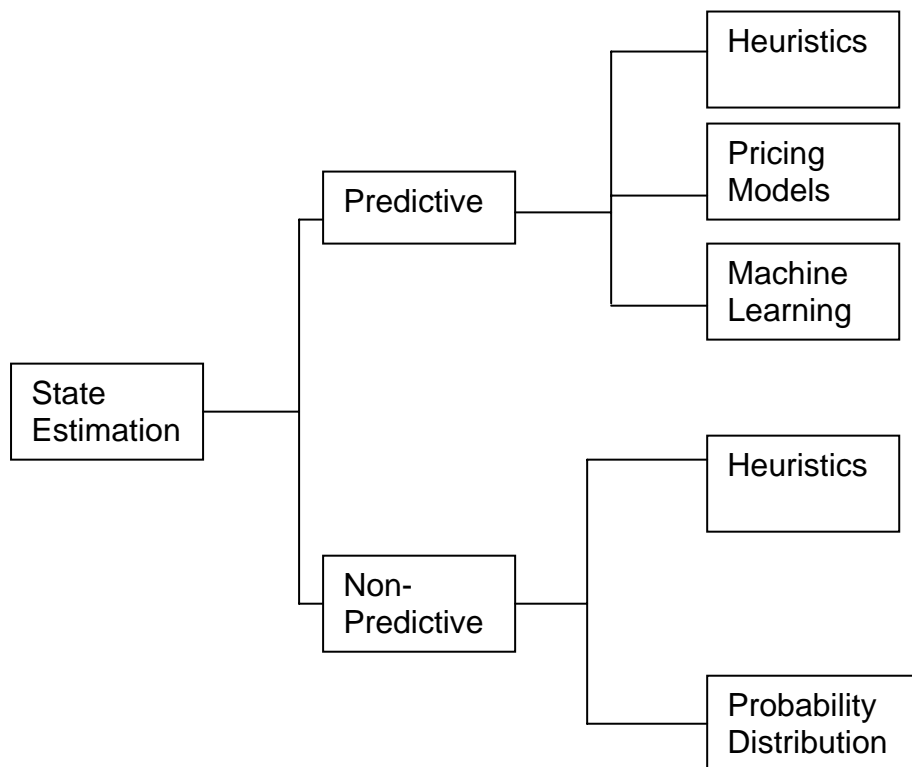 Heuristics
Pricing
Models
Predictive
Machine
Learning
State
Estimation
Heuristics
Non-
Predictive
Probability
Distribution